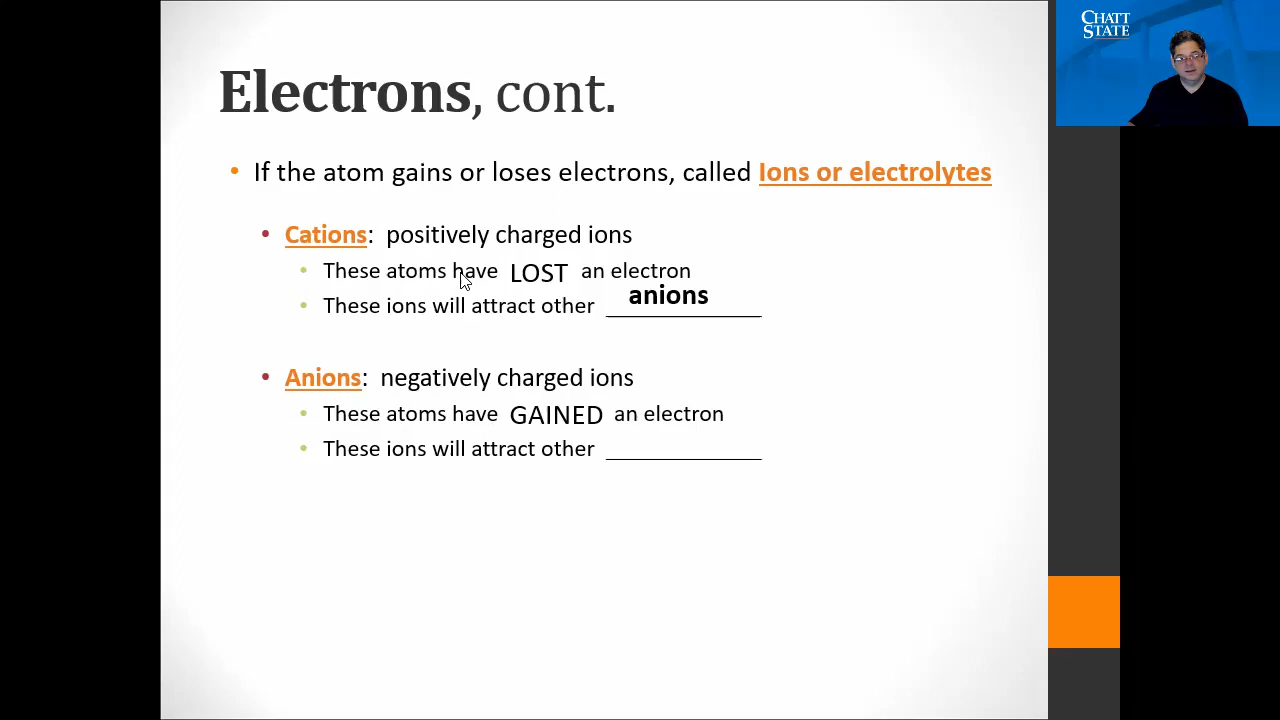 CHATT
STATE
Electrons, cont.
• If the atom gains or loses electrons, called Ions or electrolytes
• Cations: positively charged ions
• These atoms have LOST an electron
• These ions will attract other anions
• Anions: negatively charged ions
• These atoms have GAINED an electron
• These ions will attract other ____________